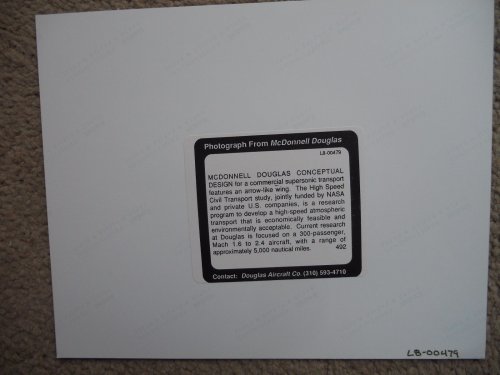 Photograph From McDonnell Douglas
LB-00479
MCDONNELL DOUGLAS CONCEPTUAL
DESIGN for a commercial supersonic transport
features an arrow-like wing. The High Speed
Civil Transport study, jointly funded by NASA
and private U.S. companies, is a research
program to develop a high-speed atmospheric
transport that is economically feasible and
environmentally acceptable. Current research
at Douglas is focused on a 300-passenger,
Mach 1.6 to 2.4 aircraft, with a range of
approximately 5,000 nautical miles. 492
Contact: Douglas Aircraft Co. (310) 593-4710
LB-00479